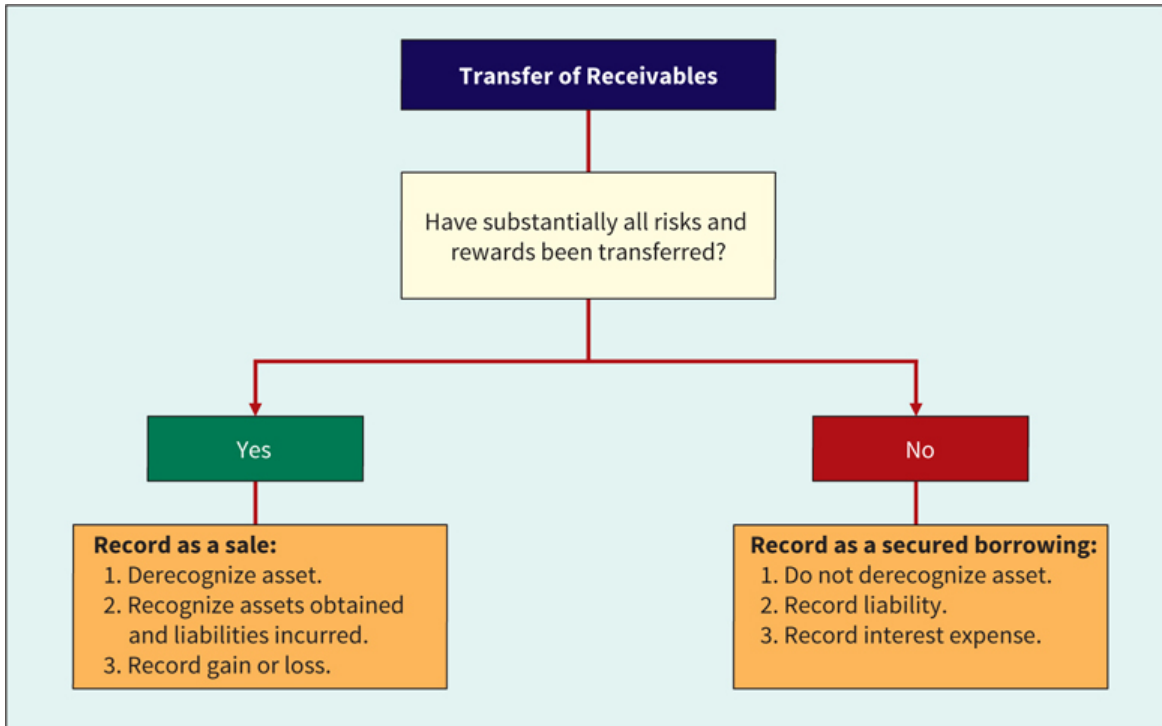 Transfer of Receivables
Have substantially all risks and
rewards been transferred?
Yes
No
Record as a sale:
1. Derecognize asset.
2. Recognize assets obtained
and liabilities incurred.
3. Record gain or loss.
Record as a secured borrowing:
1. Do not derecognize asset.
2. Record liability.
3. Record interest expense.